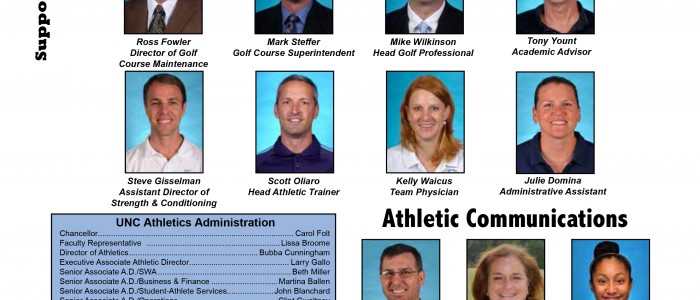 Suppo
Ross Fowler
Director of Golf
Course Maintenance
Mark Steffer
Golf Course Superintendent
Mike Wilkinson
Head Golf Professional
Tony Yount
Academic Advisor
Steve Gisselman
Assistant Director of
Strength & Conditioning
Scott Oliaro
Head Athletic Trainer
Kelly Waicus
Team Physician
Julie Domina
Administrative Assistant
UNC Athletics Administration
Chancellor Carol Folt
Faculty Representative Lissa Broome
Director of Athletics Bubba Cunningham
Executive Associate Athletic Director Larry Gallo
Senior Associate A.D./SWA Beth Miller
Senior Associate A.D./Business & Finance Martina Ballen
Senior Associate A.D./Student-Athlete Services John Blanchard
Senior Associate A.D./Operations
Athletic Communications